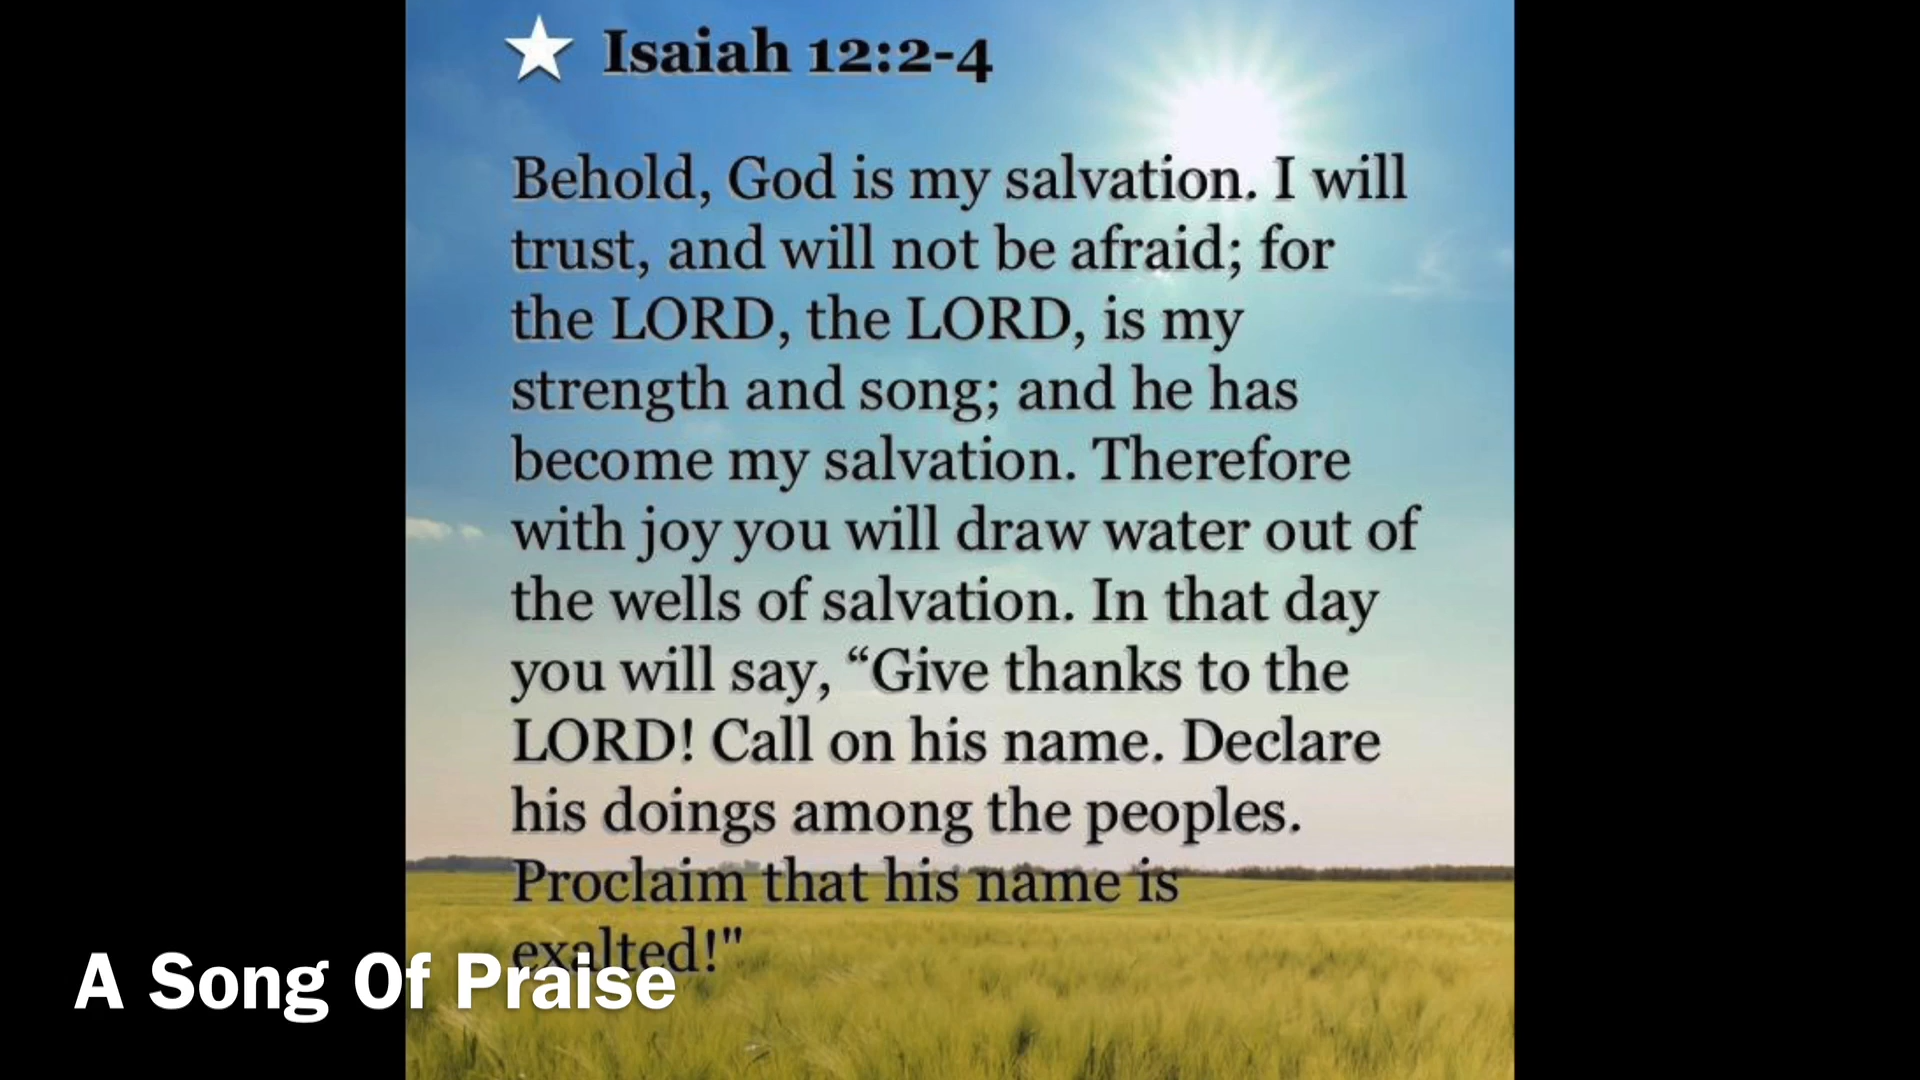 Isaiah 12:2-4
Behold, God is my salvation. I will
trust, and will not be afraid; for
the LORD, the LORD, is my
strength and song; and he has
become my salvation. Therefore
with joy you will draw water out of
the wells of salvation. In that day
you will say, “Give thanks to the
LORD! Call on his name. Declare
his doings among the peoples.
Proclaim that his name is
exalted!"
A Song Of Praise